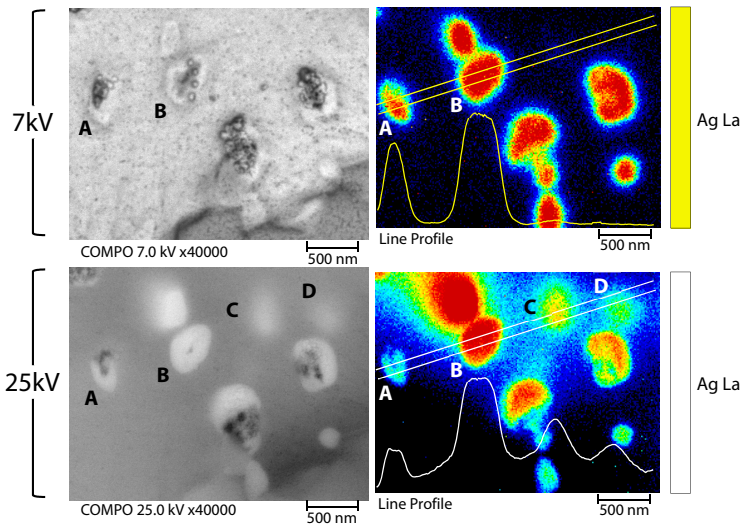 7kV
A
B
COMPO 7.0 kV x40000
500 nm
A
B
Line Profile
500 nm
Ag La
25kV
A
B
C
D
COMPO 25.0 kV x40000
500 nm
A
B
C
D
Line Profile
500 nm
Ag La